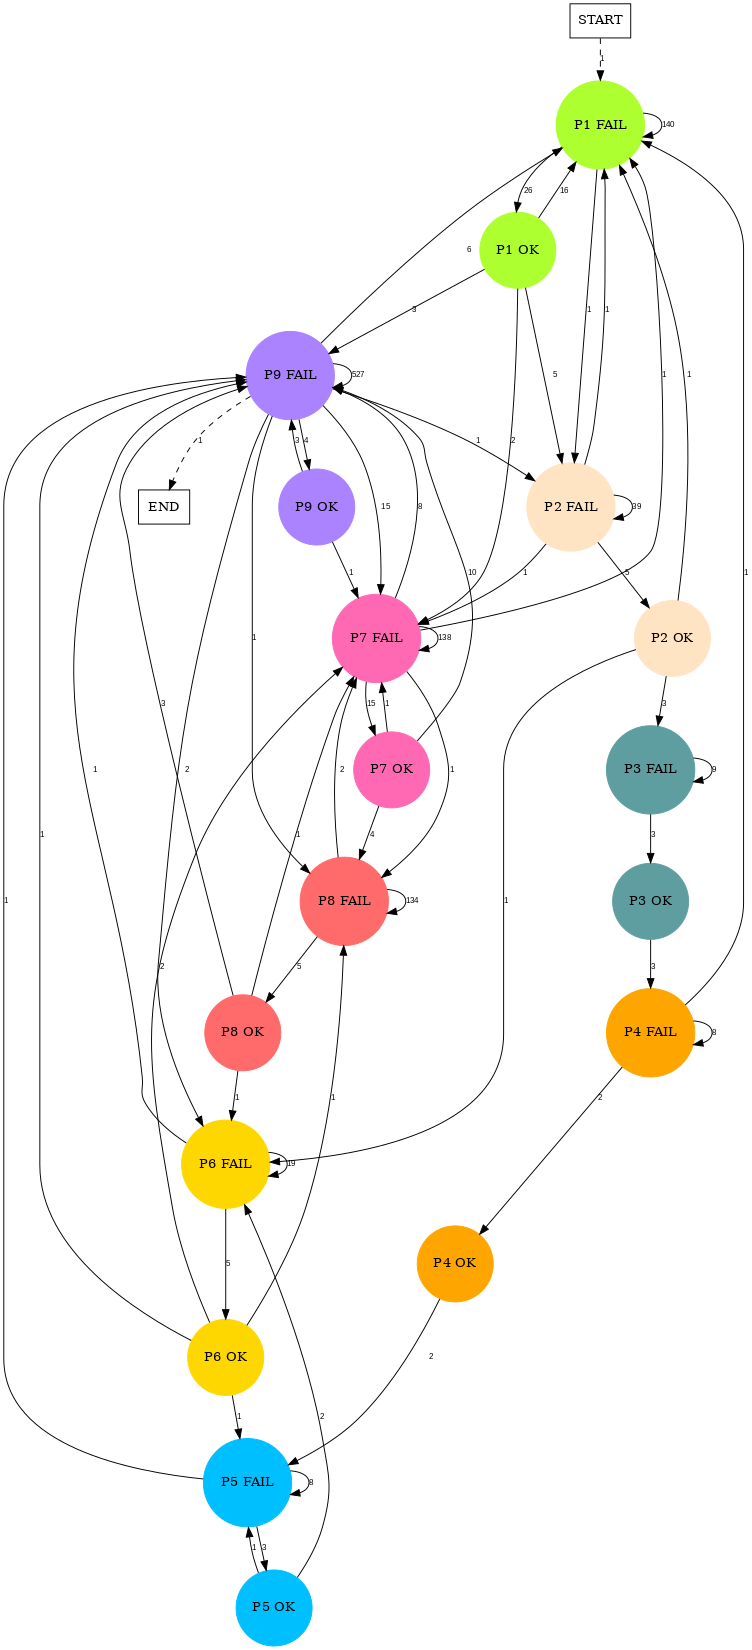 START
1
P1 FAIL
140
26
16
P1 OK
6
3
1
1
1
1
5
P9 FAIL
527
1
3
4
1
2
15
8
P9 OK
END
P2 FAIL
39
10
1
1
5
1
P7 FAIL
138
P2 OK
3
15
1
3
P7 OK
P3 FAIL
9
1
2
2
1
4
1
1
3
P8 FAIL
134
P3 OK
1
1
1
1
5
2
3
P8 OK
P4 FAIL
8
1
1
2
P6 FAIL
19
5
P4 OK
2
P6 OK
1
2
P5 FAIL
8
1
3
P5 OK